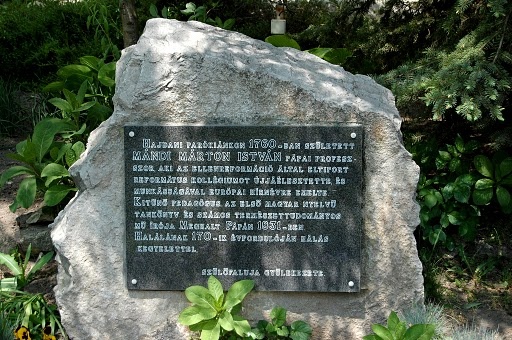 Hajdani parókiánkon 1760-ban született
MÁNDI MÁRTON ISTVÁN pápai profesz-
szor, aki az ellenreformáció által eltiport
református kollégiumot újjáélesztette, és
munkásságával európai hírnévre emelte.
Kitűnő pedagógus az első magyar nyelvű
tankönyv és számos természettudományos
mű írója Meghalt Pápán 1831-ben.
Halálának 170-ik évfordulóján hálás
kegyelettel
szülőfaluja gyülekezete.